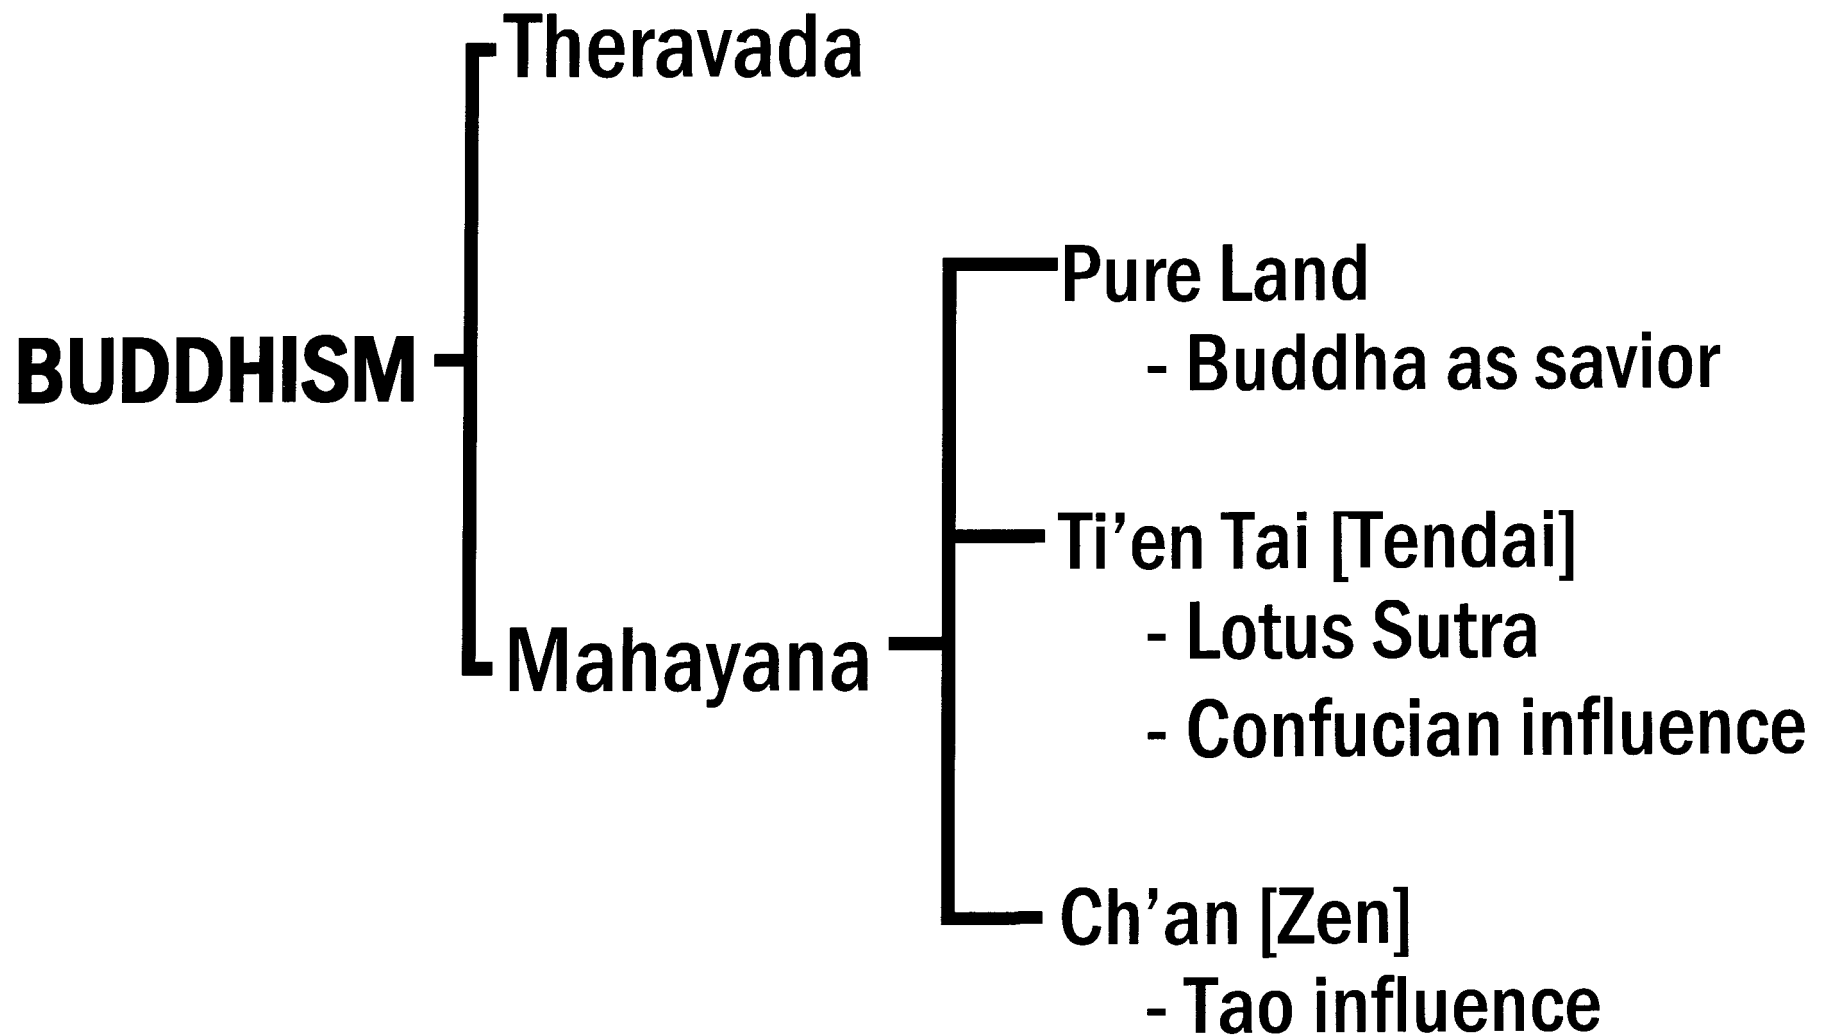 Theravada
BUDDHISM
Mahayana
Pure Land
- Buddha as savior
Ti’en Tai [Tendai]
- Lotus Sutra
- Confucian influence
Ch’an [Zen]
- Tao influence